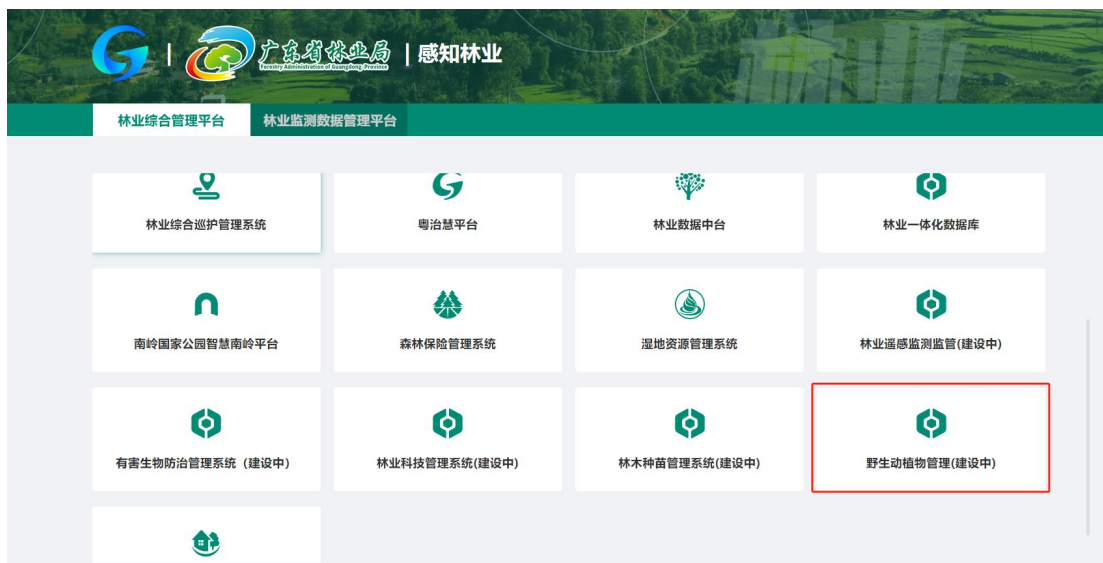 广东省林业局
Forestry Administration of Guangdong Province
感知林业
林业综合管理平台 林业监测数据管理平台
林业综合巡护管理系统 粤治慧平台 林业数据中台 林业一体化数据库
南岭国家公园智慧南岭平台 森林保险管理系统 湿地资源管理系统 林业遥感监测监管(建设中)
有害生物防治管理系统（建设中） 林业科技管理系统(建设中) 林木种苗管理系统(建设中) 野生动植物管理(建设中)